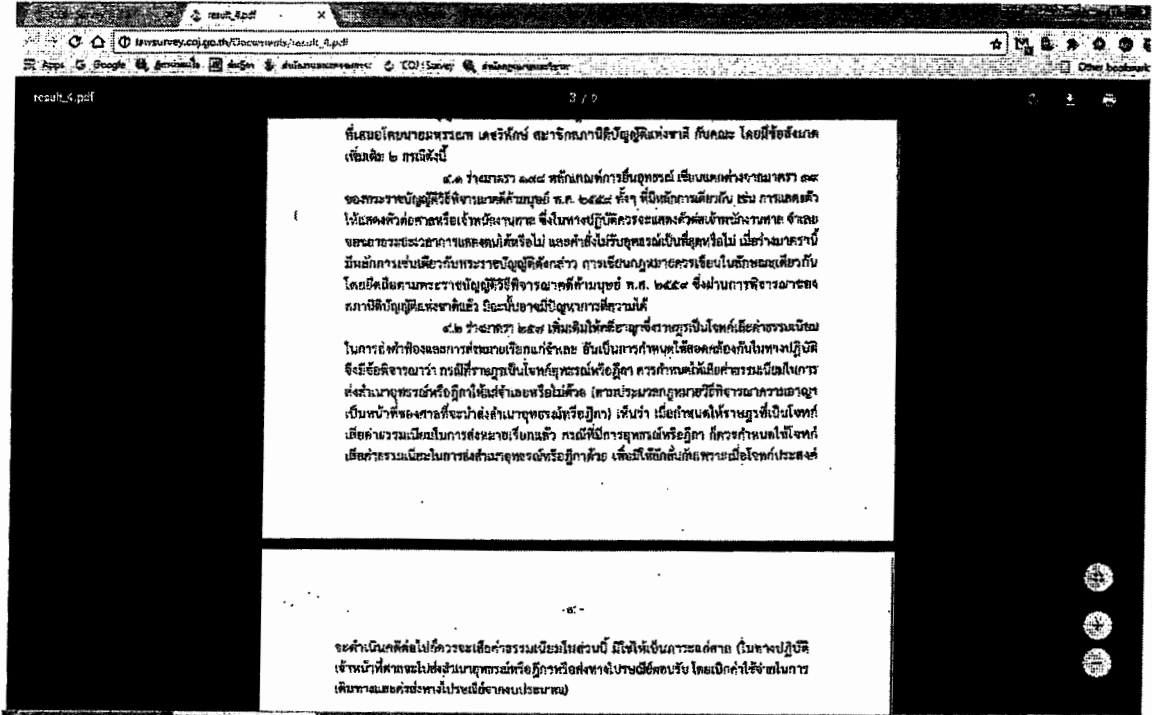 result_4.pdf
lawsurvey.coj.go.th/Documents/result_4.pdf
Apps Google สำนักงานคณะกรรมการ COJ Survey Other bookmark
result_4.pdf 3 / 9
ที่เสนอโดยนายมหรรณพ เดชวิทักษ์ สมาชิกสภานิติบัญญัติแห่งชาติ กับคณะ โดยมีข้อสังเกต
เพิ่มเติม ๒ กรณีดังนี้
๔.๑ ร่างมาตรา ๑๙๘ หลักเกณฑ์การยื่นอุทธรณ์ เขียนแตกต่างจากมาตรา ๓๙
ของพระราชบัญญัติวิธีพิจารณาคดีค้ามนุษย์ พ.ศ. ๒๕๕๙ ทั้งๆ ที่มีหลักการเดียวกัน เช่น การแสดงตัว
ให้แสดงตัวต่อศาลหรือเจ้าพนักงานศาล ซึ่งในทางปฏิบัติควรจะแสดงตัวต่อเจ้าพนักงานศาล จำเลย
ขอขยายระยะเวลาการแสดงตนได้หรือไม่ และคำสั่งไม่รับอุทธรณ์เป็นที่สุดหรือไม่ เมื่อร่างมาตรานี้
มีหลักการเช่นเดียวกับพระราชบัญญัติดังกล่าว การเขียนกฎหมายควรเขียนในลักษณะเดียวกัน
โดยยึดถือตามพระราชบัญญัติวิธีพิจารณาคดีค้ามนุษย์ พ.ศ. ๒๕๕๙ ซึ่งผ่านการพิจารณาของ
สภานิติบัญญัติแห่งชาติแล้ว มิฉะนั้นอาจมีปัญหาการตีความได้
๔.๒ ร่างมาตรา ๒๕๗ เพิ่มเติมให้คดีอาญาซึ่งราษฎรเป็นโจทก์เสียค่าธรรมเนียม
ในการส่งคำฟ้องและการส่งหมายเรียกแก่จำเลย อันเป็นการกำหนดให้สอดคล้องกันในทางปฏิบัติ
จึงมีข้อพิจารณาว่า กรณีที่ราษฎรเป็นโจทก์อุทธรณ์หรือฎีกา ควรกำหนดให้เสียค่าธรรมเนียมในการ
ส่งสำเนาอุทธรณ์หรือฎีกาให้แก่จำเลยหรือไม่ด้วย (ตามประมวลกฎหมายวิธีพิจารณาความอาญา
เป็นหน้าที่ของศาลที่จะนำส่งสำเนาอุทธรณ์หรือฎีกา) เห็นว่า เมื่อกำหนดให้ราษฎรที่เป็นโจทก์
เสียค่าธรรมเนียมในการส่งหมายเรียกแล้ว กรณีที่มีการอุทธรณ์หรือฎีกา ก็ควรกำหนดให้โจทก์
เสียค่าธรรมเนียมในการส่งสำเนาอุทธรณ์หรือฎีกาด้วย เพื่อมิให้ลักลั่นกันเพราะเมื่อโจทก์ประสงค์
-๔-
จะดำเนินคดีต่อไปก็ควรจะเสียค่าธรรมเนียมในส่วนนี้ มิใช่ให้เป็นภาระแก่ศาล (ในทางปฏิบัติ
เจ้าหน้าที่ศาลจะไปส่งสำเนาอุทธรณ์หรือฎีกาหรือส่งทางไปรษณีย์ตอบรับ โดยเบิกค่าใช้จ่ายในการ
เดินทางและค่าส่งทางไปรษณีย์จากงบประมาณ)